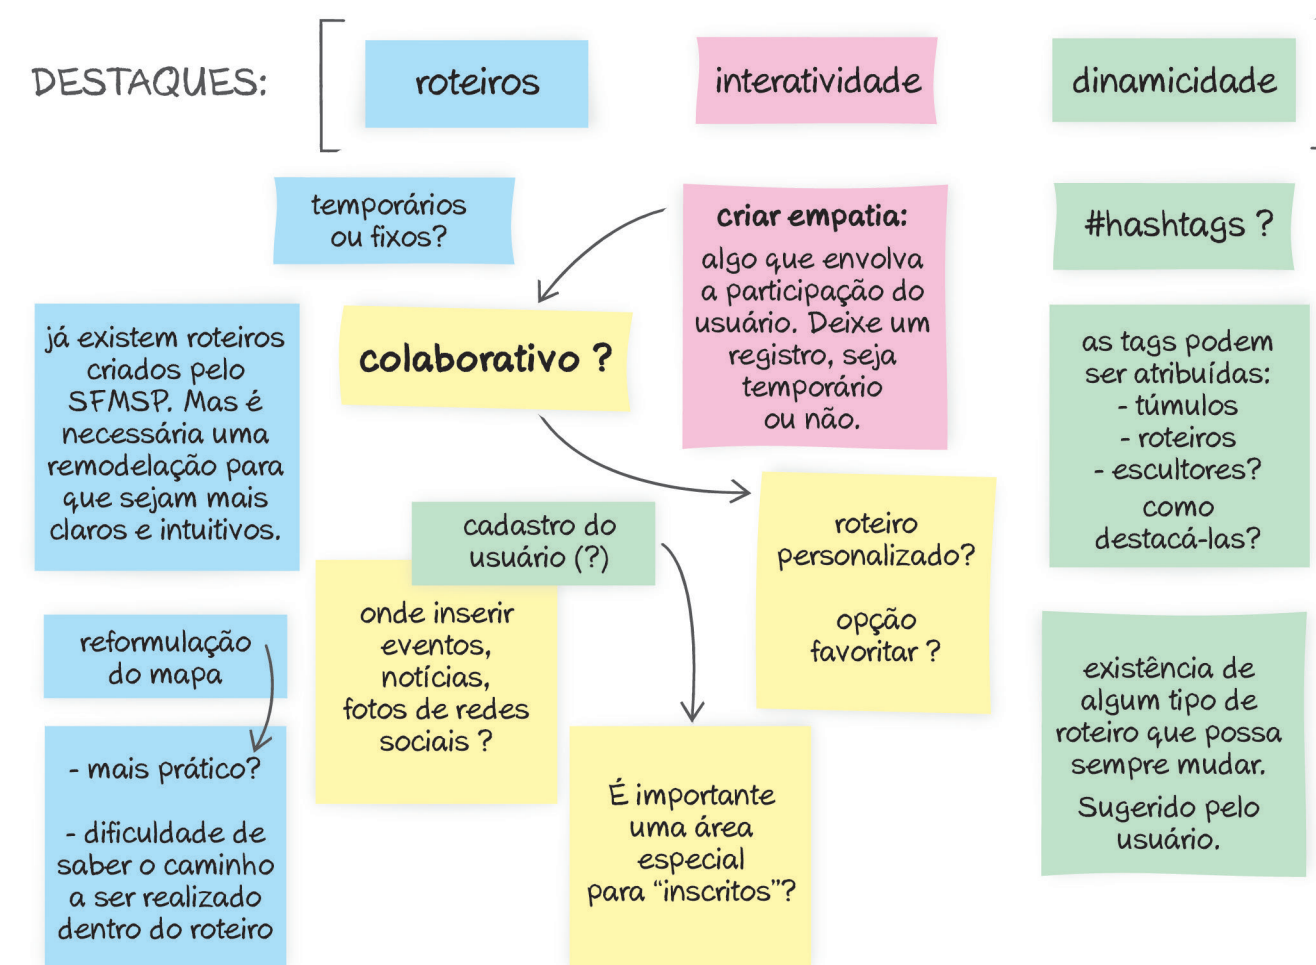 DESTAQUES:
roteiros
interatividade
dinamicidade
temporários
ou fixos?
criar empatia:
algo que envolva
a participação do
usuário. Deixe um
registro, seja
temporário
ou não.
#hashtags ?
já existem roteiros
criados pelo
SFMSP. Mas é
necessária uma
remodelação para
que sejam mais
claros e intuitivos.
colaborativo ?
as tags podem
ser atribuídas:
- túmulos
- roteiros
- escultores?
como
destacá-las?
cadastro do
usuário (?)
roteiro
personalizado?
opção
favoritar ?
reformulação
do mapa
onde inserir
eventos,
notícias,
fotos de redes
sociais ?
existência de
algum tipo de
roteiro que possa
sempre mudar.
Sugerido pelo
usuário.
- mais prático?
- dificuldade de
saber o caminho
a ser realizado
dentro do roteiro
É importante
uma área
especial
para “inscritos”?